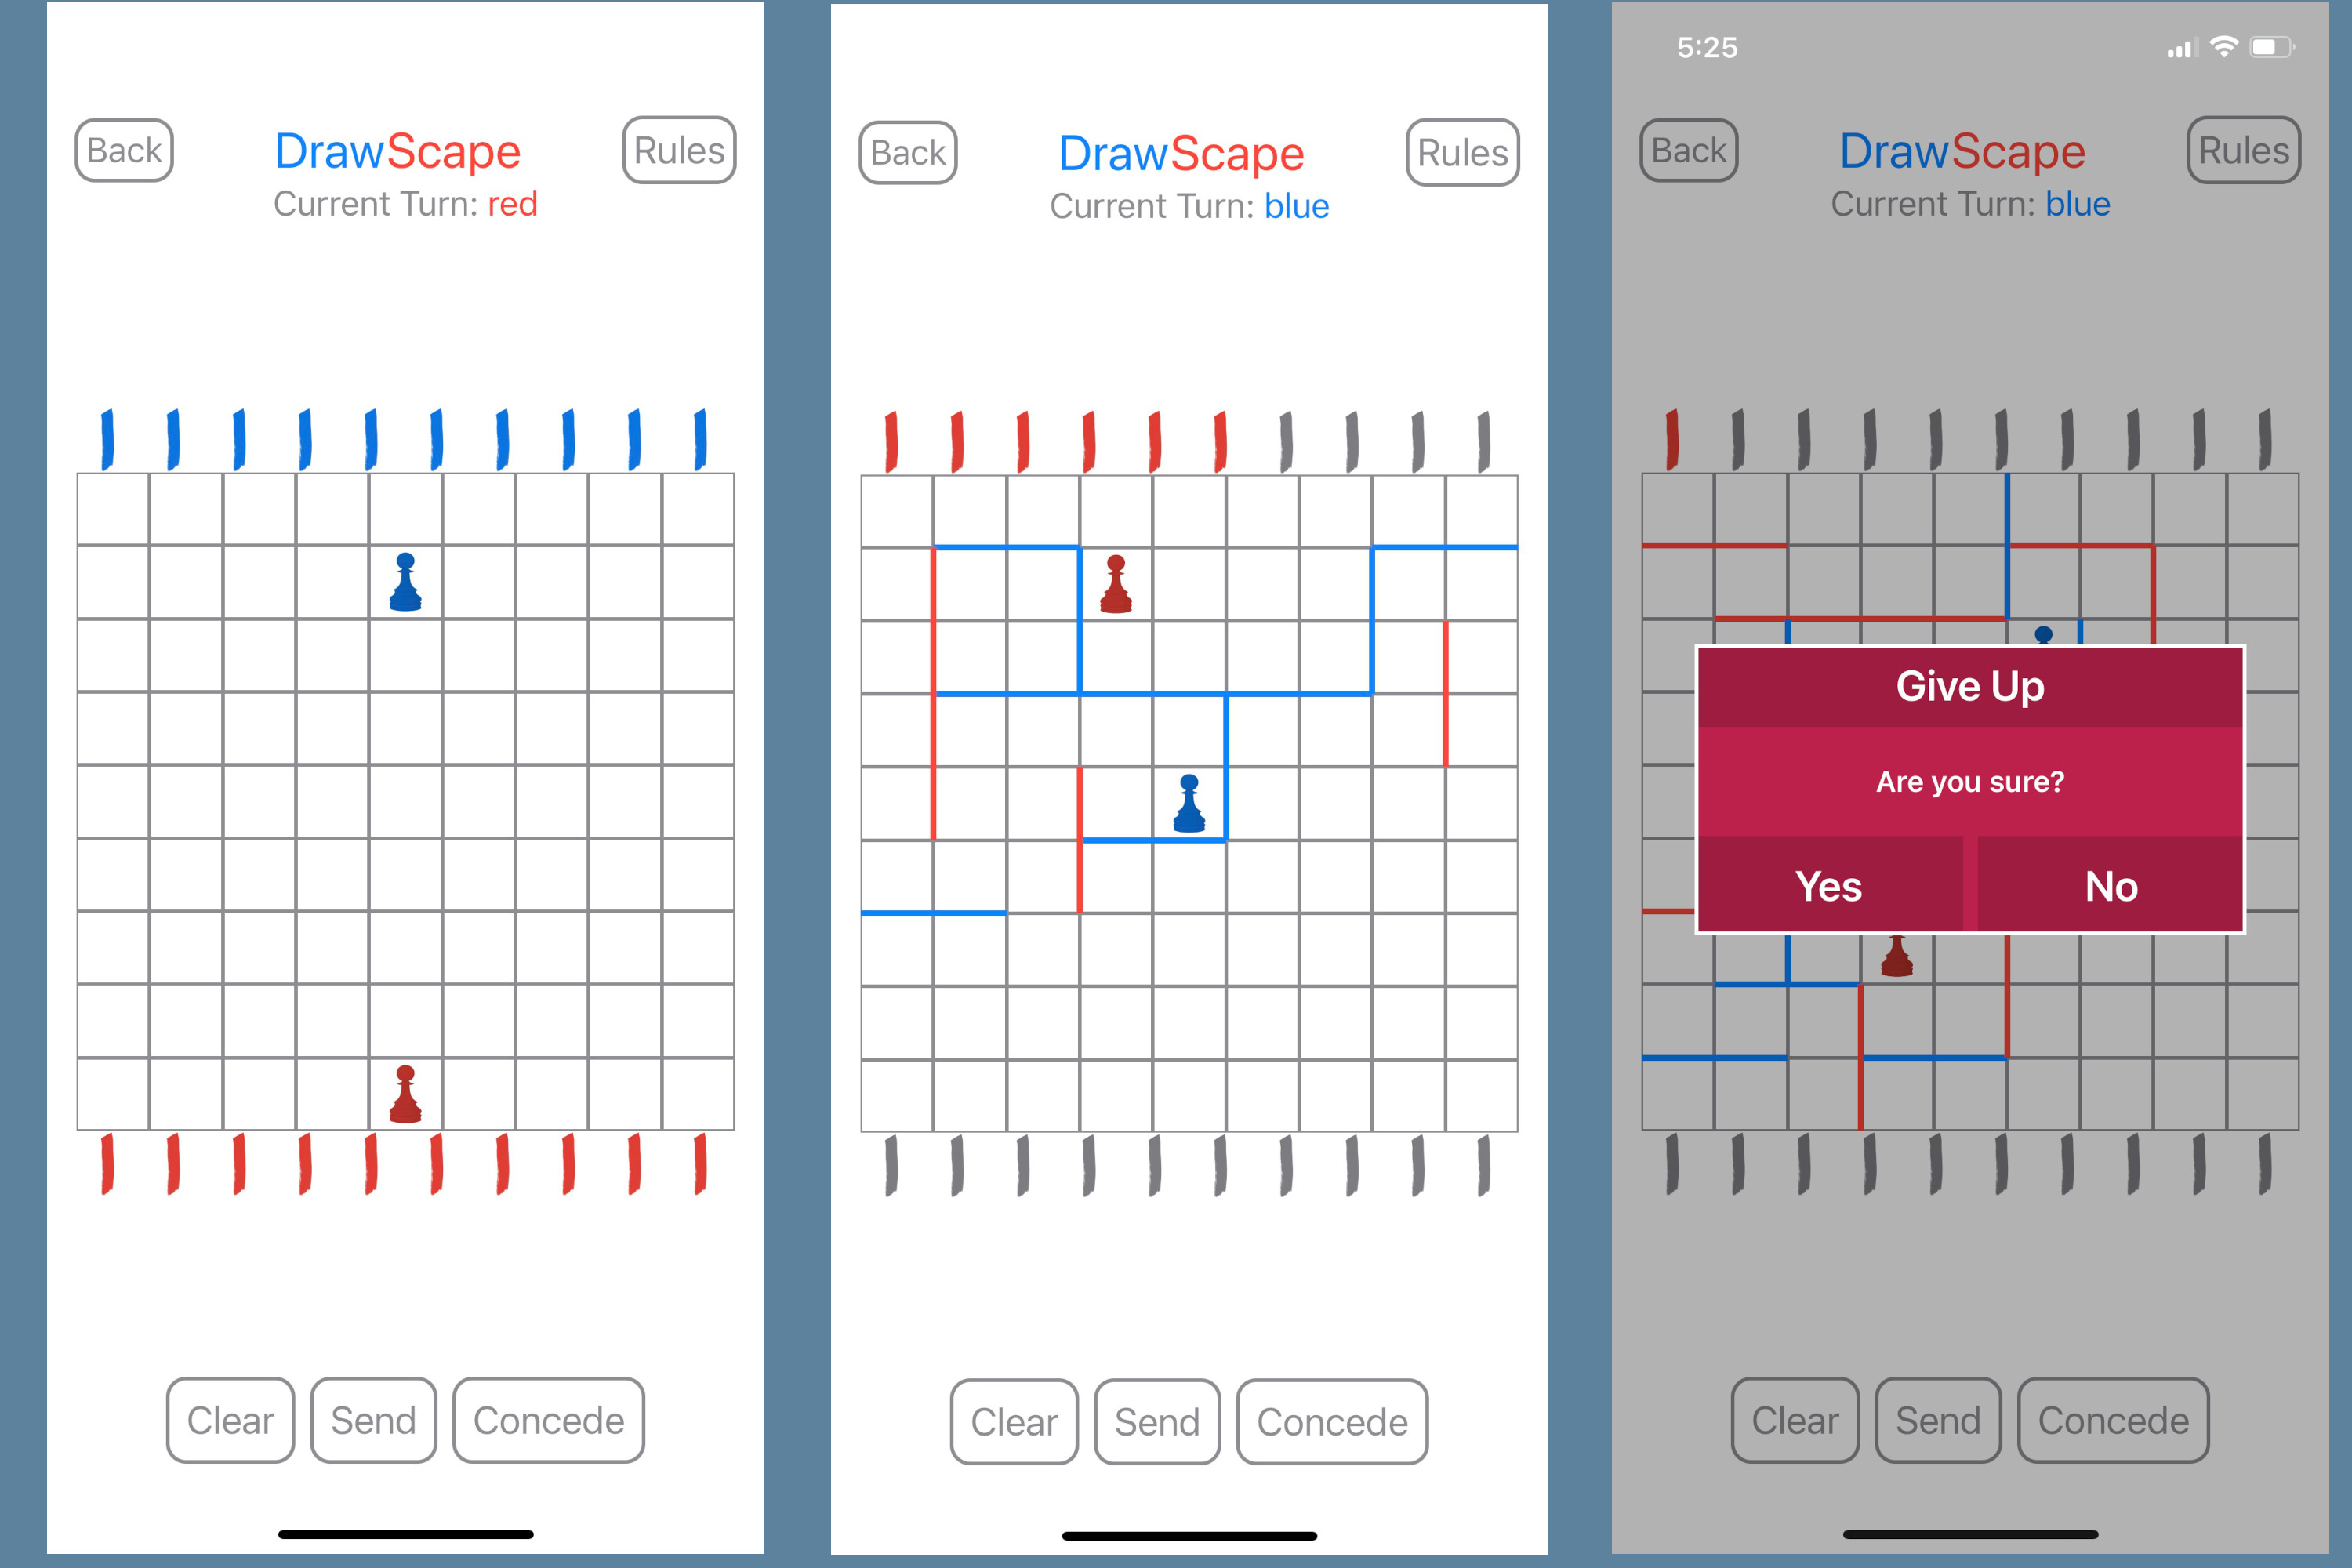 Back
DrawScape
Rules
Current Turn: red
Clear
Send
Concede
Back
DrawScape
Rules
Current Turn: blue
Clear
Send
Concede
5:25
Back
DrawScape
Rules
Current Turn: blue
Give Up
Are you sure?
Yes
No
Clear
Send
Concede